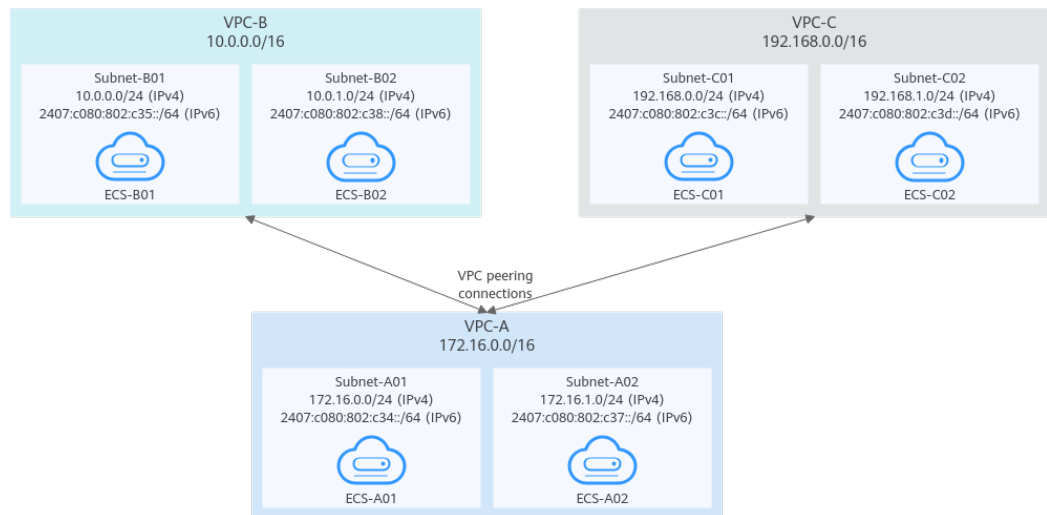 VPC-B
10.0.0.0/16
Subnet-B01
10.0.0.0/24 (IPv4)
2407:c080:802:c35::/64 (IPv6)
ECS-B01
Subnet-B02
10.0.1.0/24 (IPv4)
2407:c080:802:c38::/64 (IPv6)
ECS-B02
VPC-C
192.168.0.0/16
Subnet-C01
192.168.0.0/24 (IPv4)
2407:c080:802:c3c::/64 (IPv6)
ECS-C01
Subnet-C02
192.168.1.0/24 (IPv4)
2407:c080:802:c3d::/64 (IPv6)
ECS-C02
VPC peering
connections
VPC-A
172.16.0.0/16
Subnet-A01
172.16.0.0/24 (IPv4)
2407:c080:802:c34::/64 (IPv6)
ECS-A01
Subnet-A02
172.16.1.0/24 (IPv4)
2407:c080:802:c37::/64 (IPv6)
ECS-A02